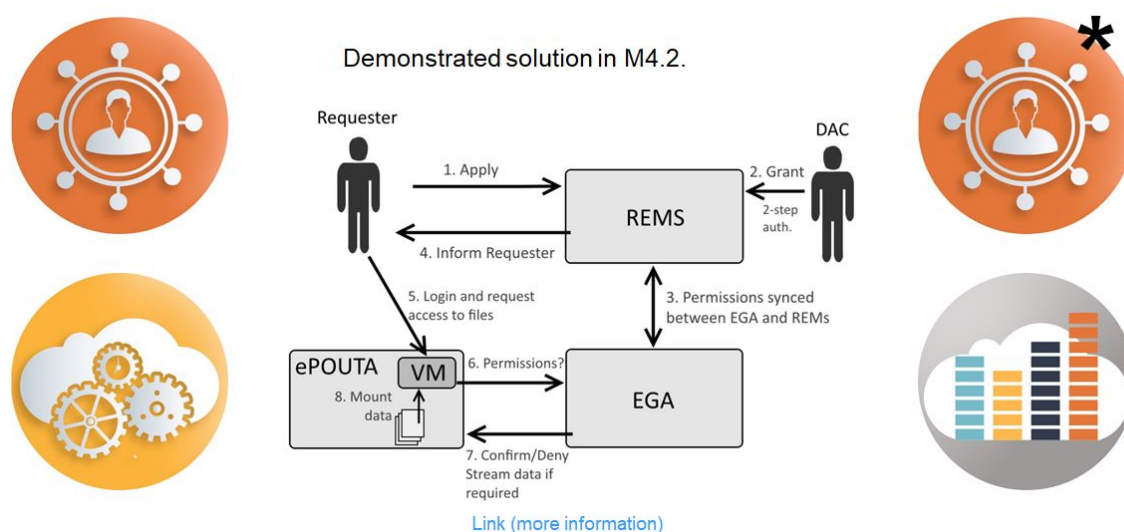 *
Demonstrated solution in M4.2.
Requester
DAC
1. Apply
2. Grant
2-step
auth.
REMS
4. Inform Requester
3. Permissions synced
between EGA and REMs
5. Login and request
access to files
ePOUTA
VM
6. Permissions?
EGA
8. Mount
data
7. Confirm/Deny
Stream data if
required
Link (more information)